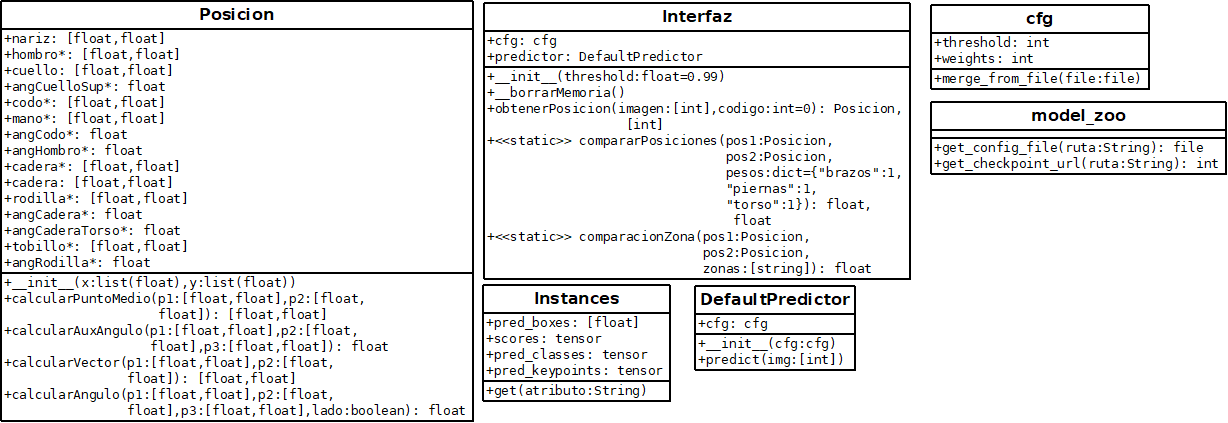 Posicion
+nariz: [float,float]
+hombro*: [float,float]
+cuello: [float,float]
+angCuelloSup*: float
+codo*: [float,float]
+mano*: [float,float]
+angCodo*: float
+angHombro*: float
+cadera*: [float,float]
+cadera: [float,float]
+rodilla*: [float,float]
+angCadera*: float
+angCaderaTorso*: float
+tobillo*: [float,float]
+angRodilla*: float
+__init__(x:list(float),y:list(float))
+calcularPuntoMedio(p1:[float,float],p2:[float,
float]): [float,float]
+calcularAuxAngulo(p1:[float,float],p2:[float,
float],p3:[float,float]): float
+calcularVector(p1:[float,float],p2:[float,
float]): [float,float]
+calcularAngulo(p1:[float,float],p2:[float,
float],p3:[float,float],lado:boolean): float
Interfaz
+cfg: cfg
+predictor: DefaultPredictor
+__init__(threshold:float=0.99)
+__borrarMemoria()
+obtenerPosicion(imagen:[int],codigo:int=0): Posicion,
[int]
+<<static>> compararPosiciones(pos1:Posicion,
pos2:Posicion,
pesos:dict={"brazos":1,
"piernas":1,
"torso":1}): float,
float
+<<static>> comparacionZona(pos1:Posicion,
pos2:Posicion,
zonas:[string]): float
Instances
+pred_boxes: [float]
+scores: tensor
+pred_classes: tensor
+pred_keypoints: tensor
+get(atributo:String)
DefaultPredictor
+cfg: cfg
+__init__(cfg:cfg)
+predict(img:[int])
cfg
+threshold: int
+weights: int
+merge_from_file(file:file)
model_zoo
+get_config_file(ruta:String): file
+get_checkpoint_url(ruta:String): int